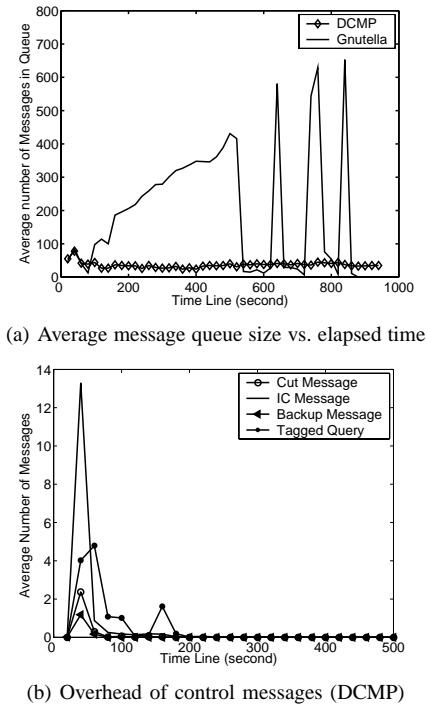 800
700
600
500
400
300
200
100
0
Average number of Messages in Queue
DCMP
Gnutella
0 200 400 600 800 1000
Time Line (second)
(a) Average message queue size vs. elapsed time
14
12
10
8
6
4
2
0
Average Number of Messages
Cut Message
IC Message
Backup Message
Tagged Query
0 100 200 300 400 500
Time Line (second)
(b) Overhead of control messages (DCMP)